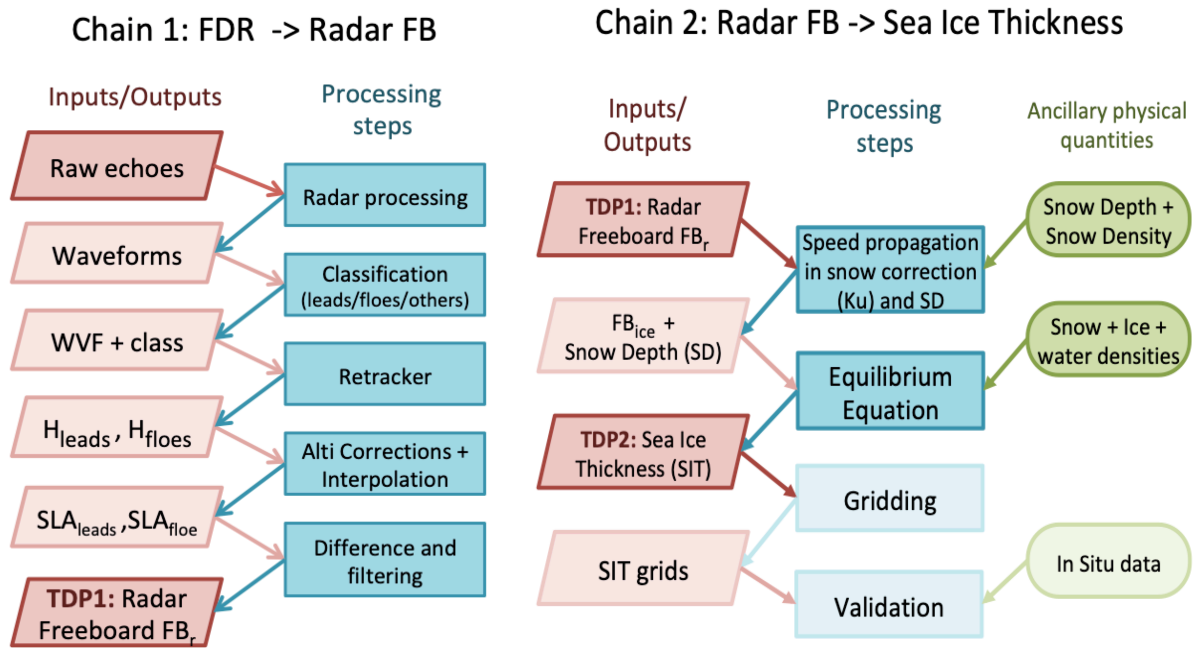 Chain 1: FDR -> Radar FB
Inputs/Outputs
Processing
steps
Raw echoes
Radar processing
Waveforms
Classification
(leads/floes/others)
WVF + class
Retracker
Hleads , Hfloes
Alti Corrections +
Interpolation
SLAleads ,SLAfloe
Difference and
filtering
TDP1: Radar
Freeboard FBr
Chain 2: Radar FB -> Sea Ice Thickness
Inputs/
Outputs
Processing
steps
Ancillary physical
quantities
TDP1: Radar
Freeboard FBr
Speed propagation
in snow correction
(Ku) and SD
Snow Depth +
Snow Density
FBice +
Snow Depth (SD)
Equilibrium
Equation
Snow + Ice +
water densities
TDP2: Sea Ice
Thickness (SIT)
Gridding
SIT grids
Validation
In Situ data